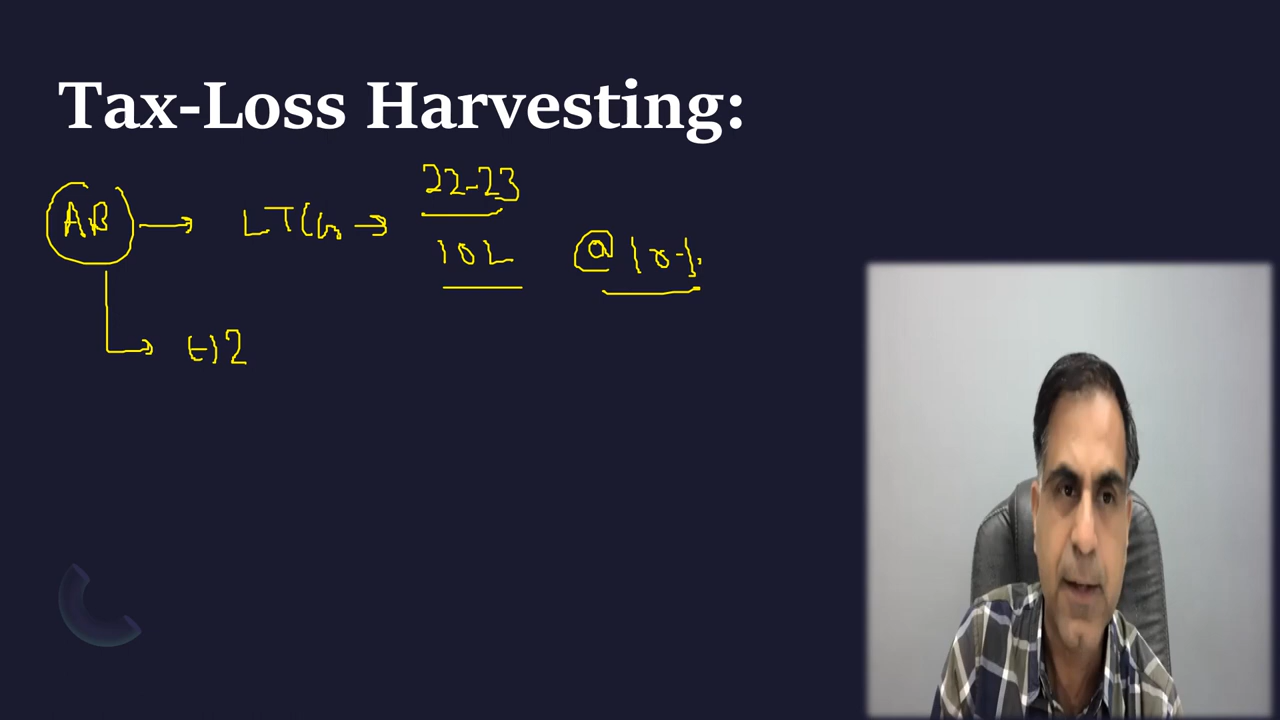 Tax-Loss Harvesting:
22-23
AB → LTCG →
10L @ 10%